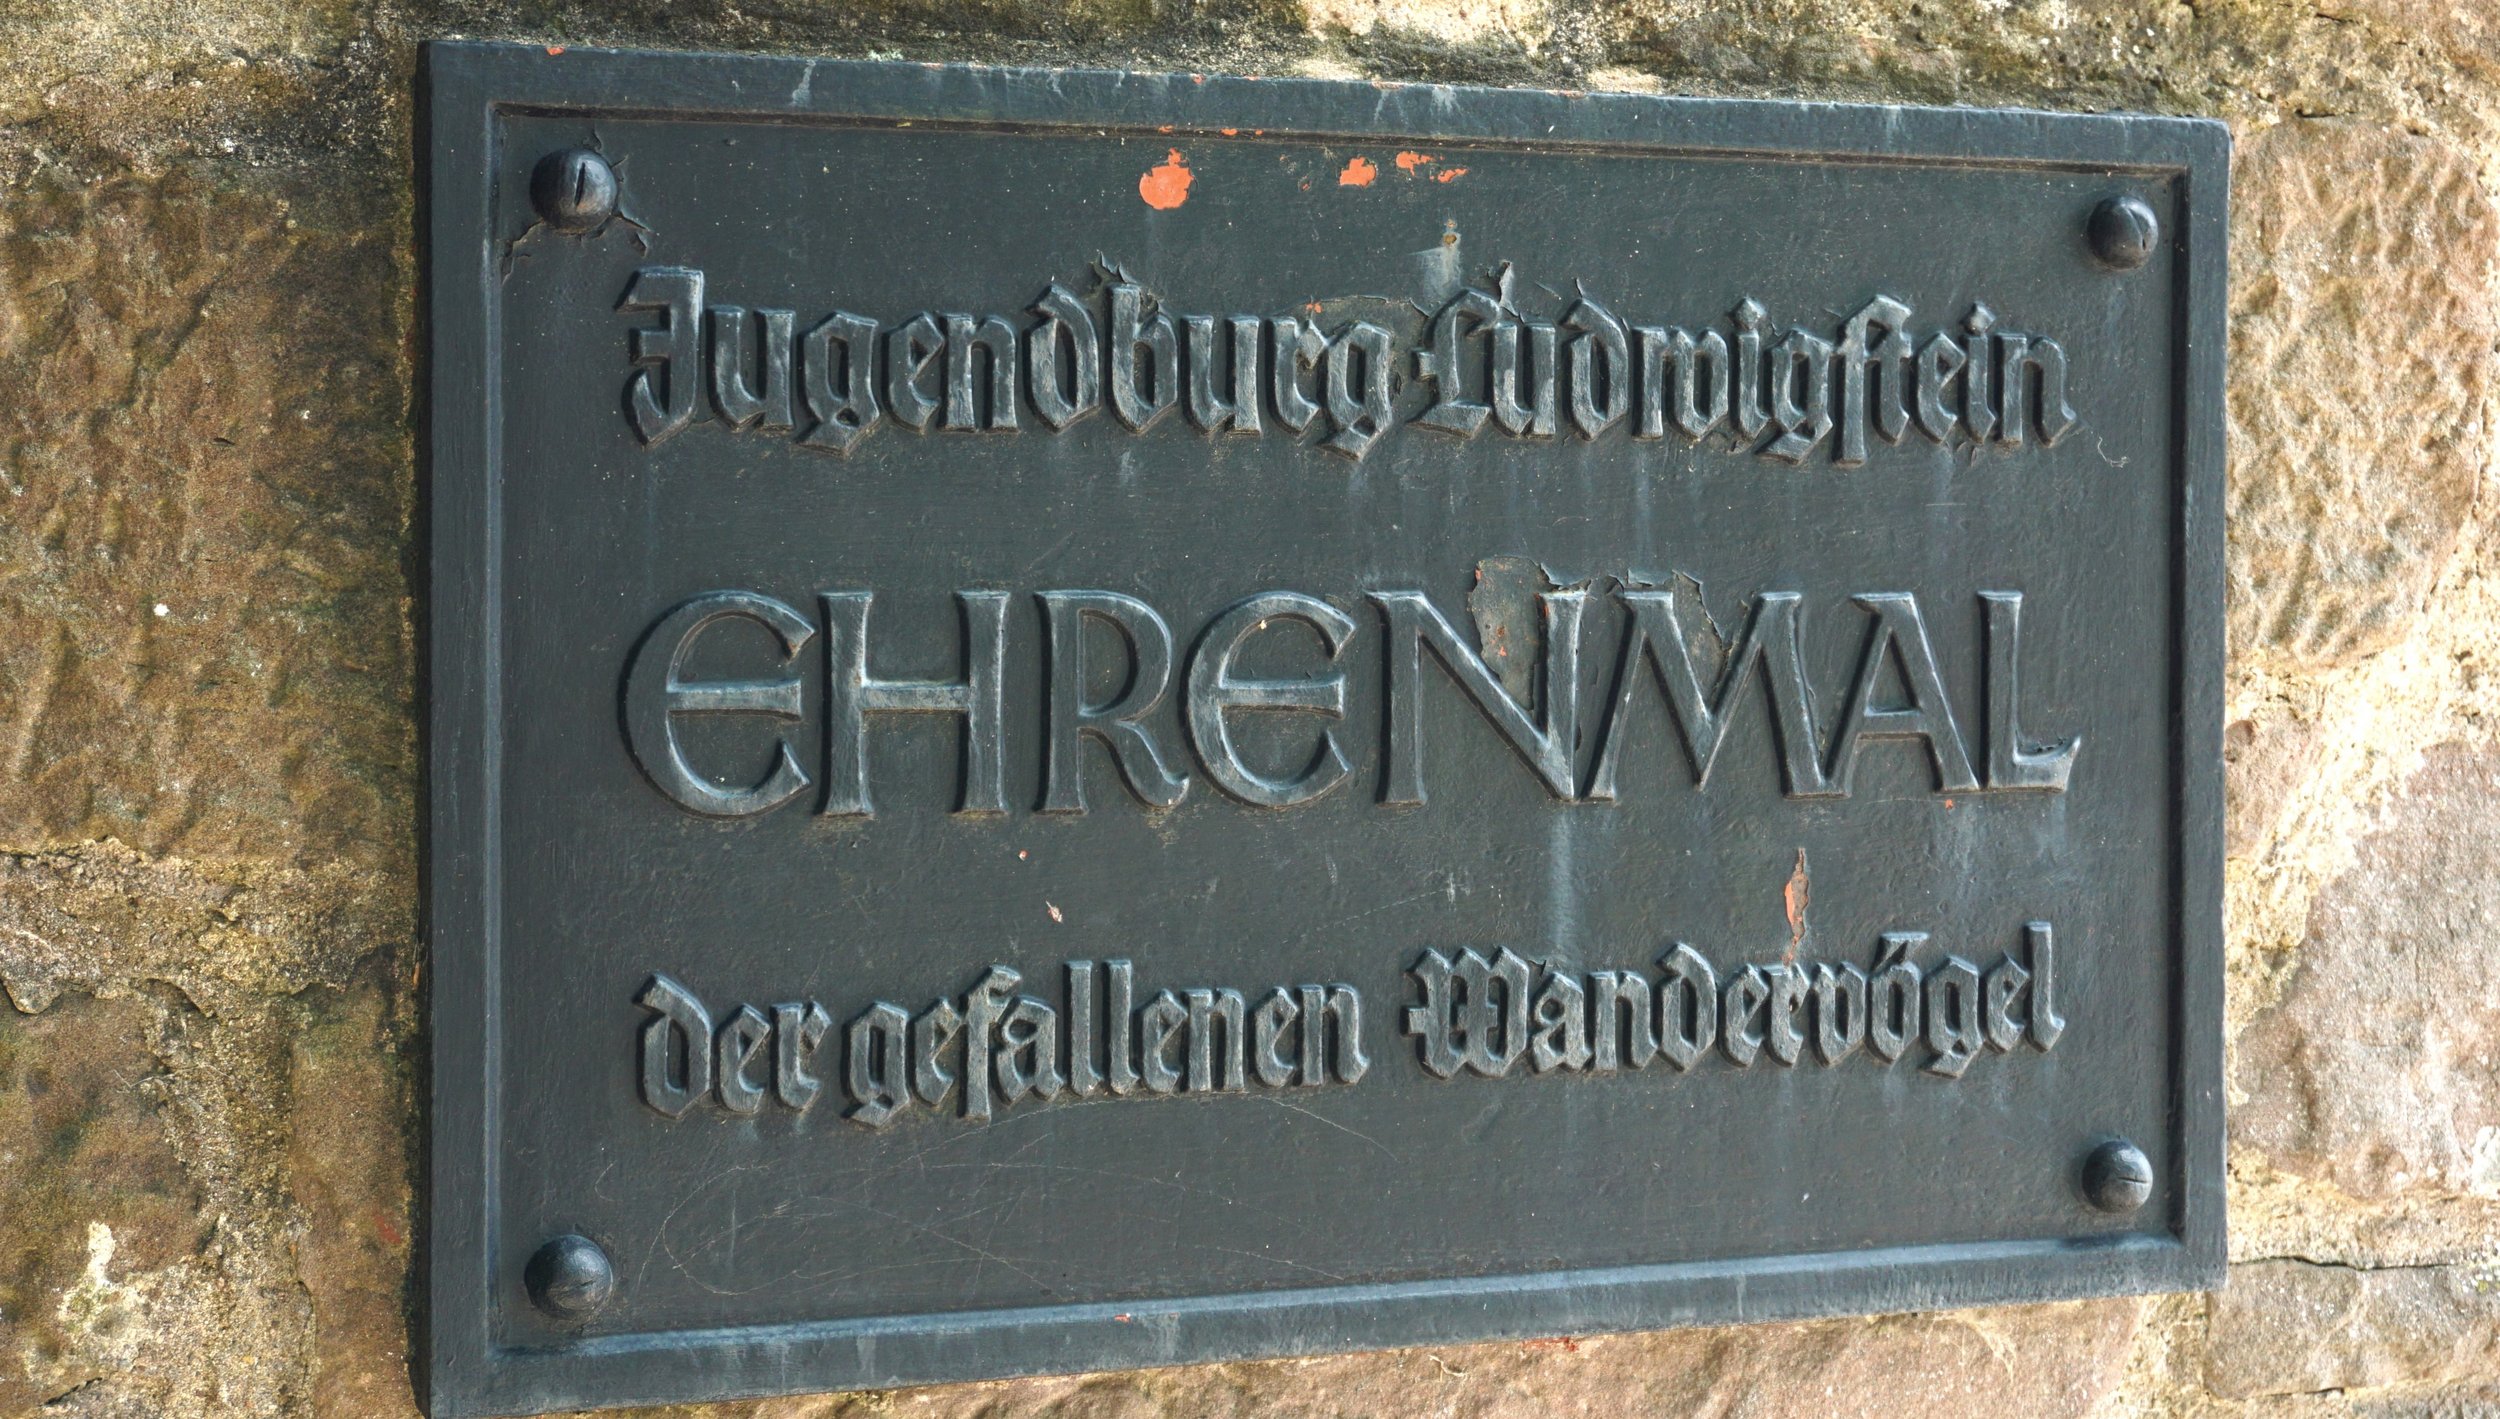 Jugendburg Ludwigstein
EHRENMAL
der gefallenen Wandervögel